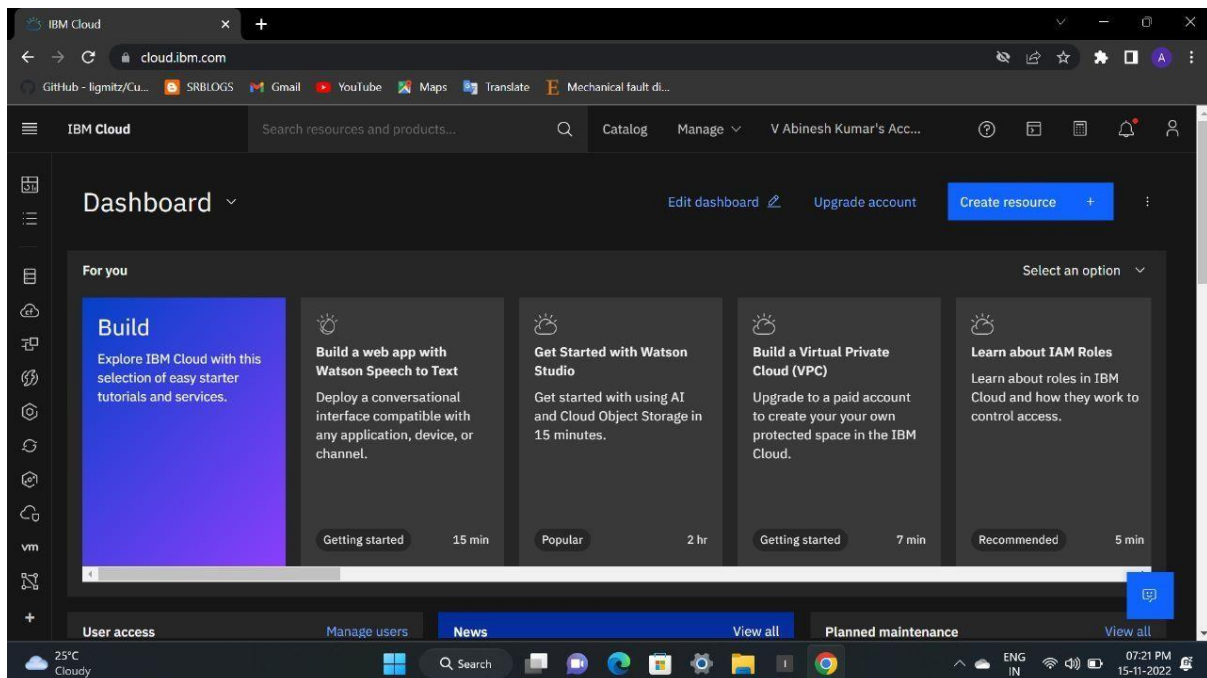 IBM Cloud
cloud.ibm.com
A
GitHub - ligmitz/Cu... SRBLOGS Gmail YouTube Maps Translate E Mechanical fault di...
IBM Cloud Search resources and products... Catalog Manage V Abinesh Kumar's Acc...
Dashboard Edit dashboard Upgrade account Create resource +
For you Select an option
Build
Explore IBM Cloud with this
selection of easy starter
tutorials and services.
Build a web app with
Watson Speech to Text
Deploy a conversational
interface compatible with
any application, device, or
channel.
Getting started 15 min
Get Started with Watson
Studio
Get started with using AI
and Cloud Object Storage in
15 minutes.
Popular 2 hr
Build a Virtual Private
Cloud (VPC)
Upgrade to a paid account
to create your your own
protected space in the IBM
Cloud.
Getting started 7 min
Learn about IAM Roles
Learn about roles in IBM
Cloud and how they work to
control access.
Recommended 5 min
vm
User access Manage users News View all Planned maintenance View all
25°C
Cloudy
Search
ENG
IN
07:21 PM
15-11-2022